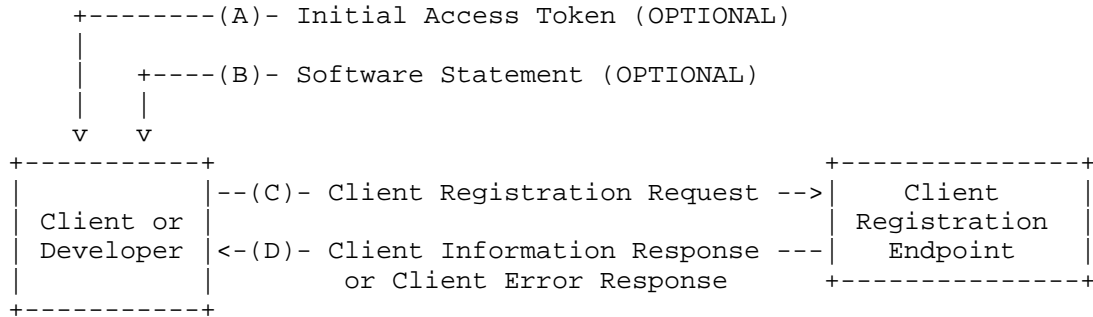 (A)- Initial Access Token (OPTIONAL)
(B)- Software Statement (OPTIONAL)
(C)- Client Registration Request
Client or
Developer
(D)- Client Information Response
or Client Error Response
Client
Registration
Endpoint